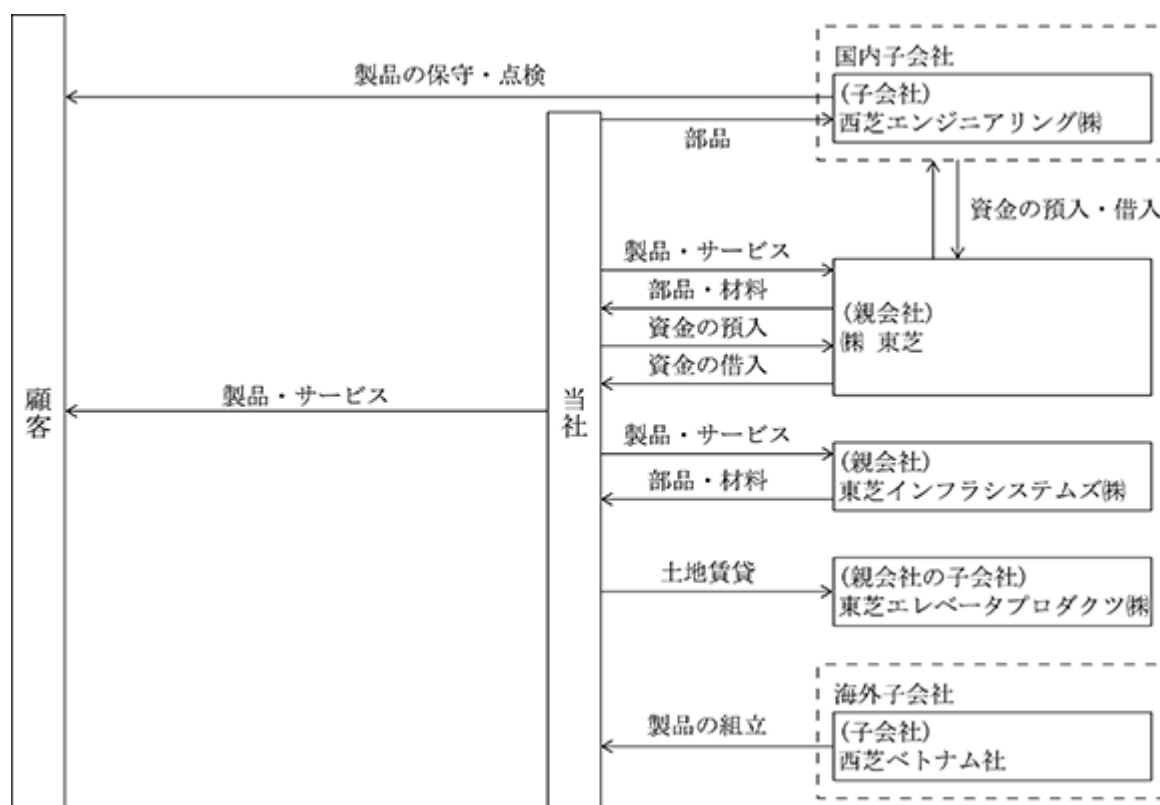 国内子会社
製品の保守・点検
(子会社)
西芝エンジニアリング㈱
部品
資金の預入・借入
製品・サービス
部品・材料
(親会社)
㈱ 東芝
資金の預入
資金の借入
顧客
製品・サービス
当社
製品・サービス
(親会社)
東芝インフラシステムズ㈱
部品・材料
土地賃貸
(親会社の子会社)
東芝エレベータプロダクツ㈱
海外子会社
製品の組立
(子会社)
西芝ベトナム社